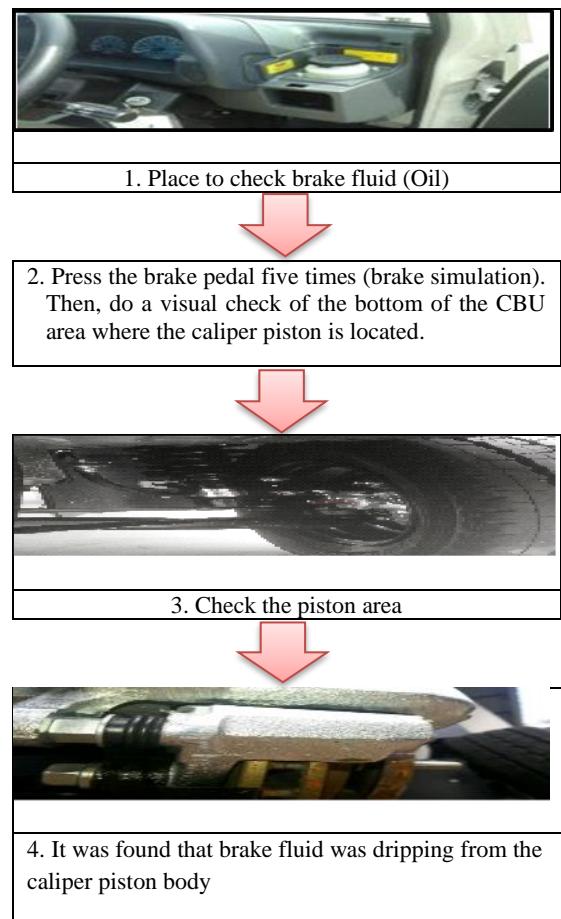 1. Place to check brake fluid (Oil)
2. Press the brake pedal five times (brake simulation).
Then, do a visual check of the bottom of the CBU
area where the caliper piston is located.
3. Check the piston area
4. It was found that brake fluid was dripping from the
caliper piston body